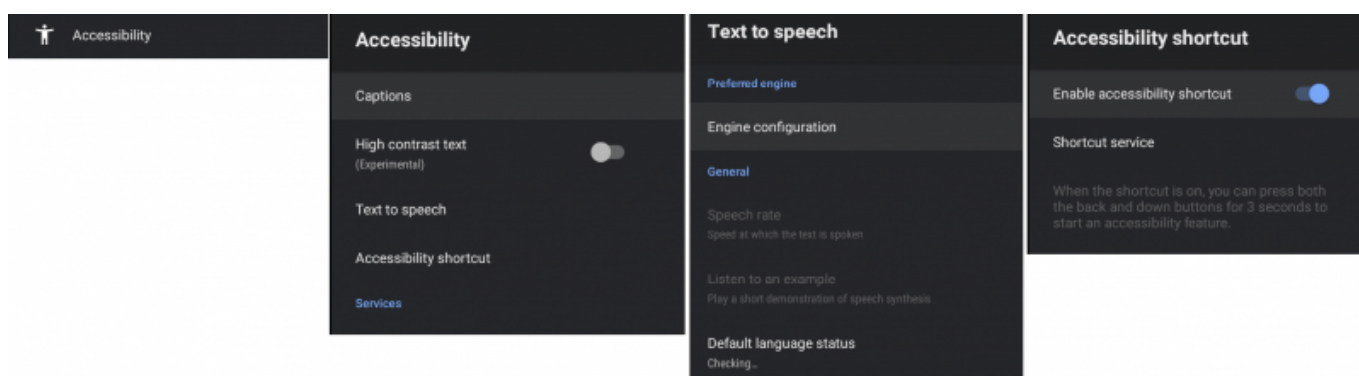 Accessibility
Accessibility
Captions
High contrast text
(Experimental)
Text to speech
Accessibility shortcut
Services
Text to speech
Preferred engine
Engine configuration
General
Speech rate
Speed at which the text is spoken
Listen to an example
Play a short demonstration of speech synthesis
Default language status
Checking...
Accessibility shortcut
Enable accessibility shortcut
Shortcut service
When the shortcut is on, you can press both
the back and down buttons for 3 seconds to
start an accessibility feature.